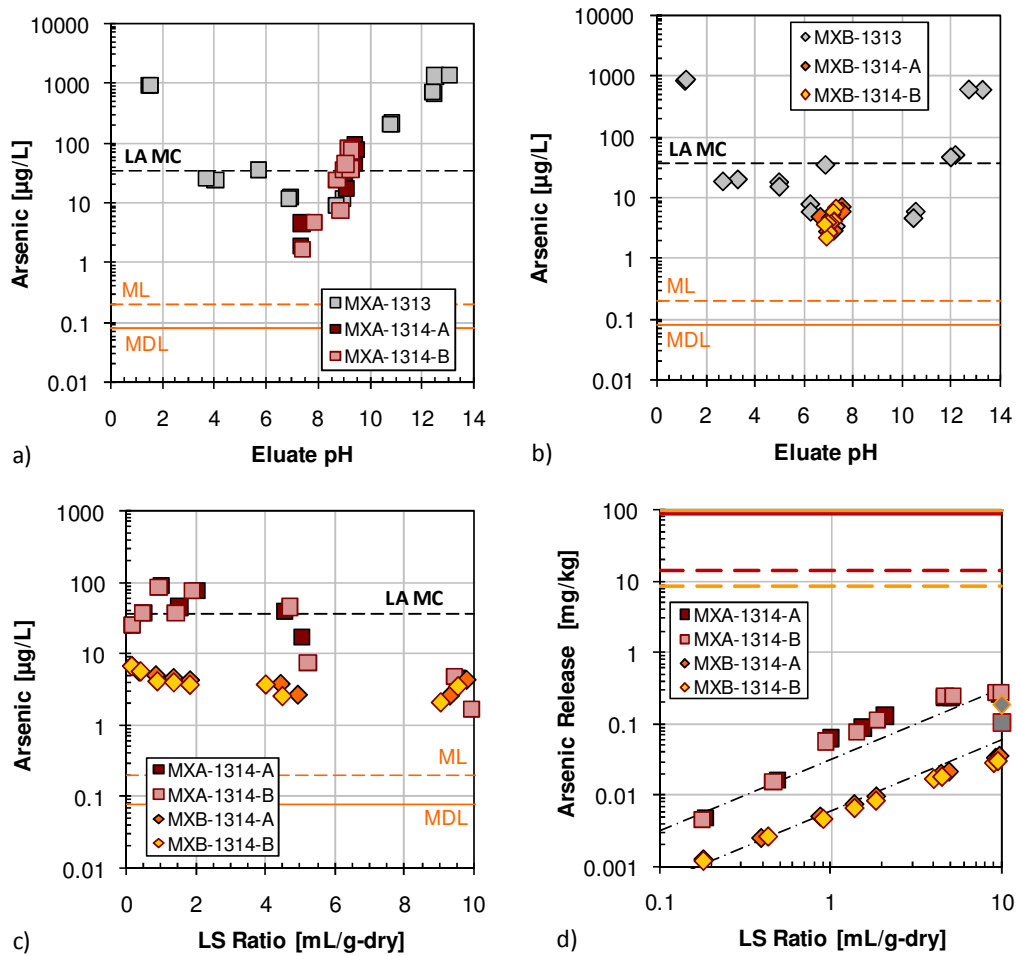 10000
1000
100
10
1
0.1
0.01
Arsenic [µg/L]
LA MC
ML
MDL
MXA-1313
MXA-1314-A
MXA-1314-B
0 2 4 6 8 10 12 14
Eluate pH
a)
10000
1000
100
10
1
0.1
0.01
Arsenic [µg/L]
MXB-1313
MXB-1314-A
MXB-1314-B
LA MC
ML
MDL
0 2 4 6 8 10 12 14
Eluate pH
b)
1000
100
10
1
0.1
0.01
Arsenic [µg/L]
LA MC
ML
MDL
MXA-1314-A
MXA-1314-B
MXB-1314-A
MXB-1314-B
0 2 4 6 8 10
LS Ratio [mL/g-dry]
c)
100
10
1
0.1
0.01
0.001
Arsenic Release [mg/kg]
MXA-1314-A
MXA-1314-B
MXB-1314-A
MXB-1314-B
0.1 1 10
LS Ratio [mL/g-dry]
d)